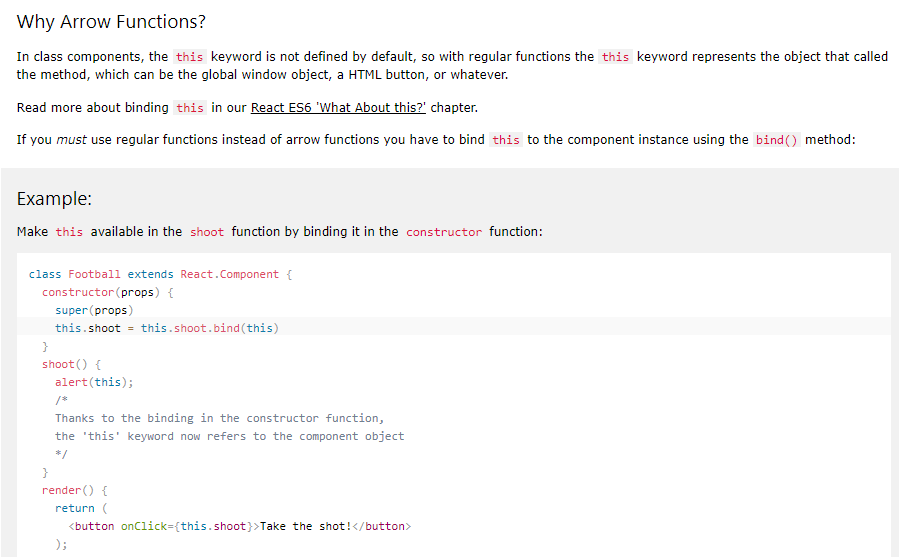 Why Arrow Functions?
In class components, the this keyword is not defined by default, so with regular functions the this keyword represents the object that called
the method, which can be the global window object, a HTML button, or whatever.
Read more about binding this in our React ES6 'What About this?' chapter.
If you must use regular functions instead of arrow functions you have to bind this to the component instance using the bind() method:
Example:
Make this available in the shoot function by binding it in the constructor function:
class Football extends React.Component {
  constructor(props) {
    super(props)
    this.shoot = this.shoot.bind(this)
  }
  shoot() {
    alert(this);
    /*
    Thanks to the binding in the constructor function,
    the 'this' keyword now refers to the component object
    */
  }
  render() {
    return (
      <button onClick={this.shoot}>Take the shot!</button>
    );